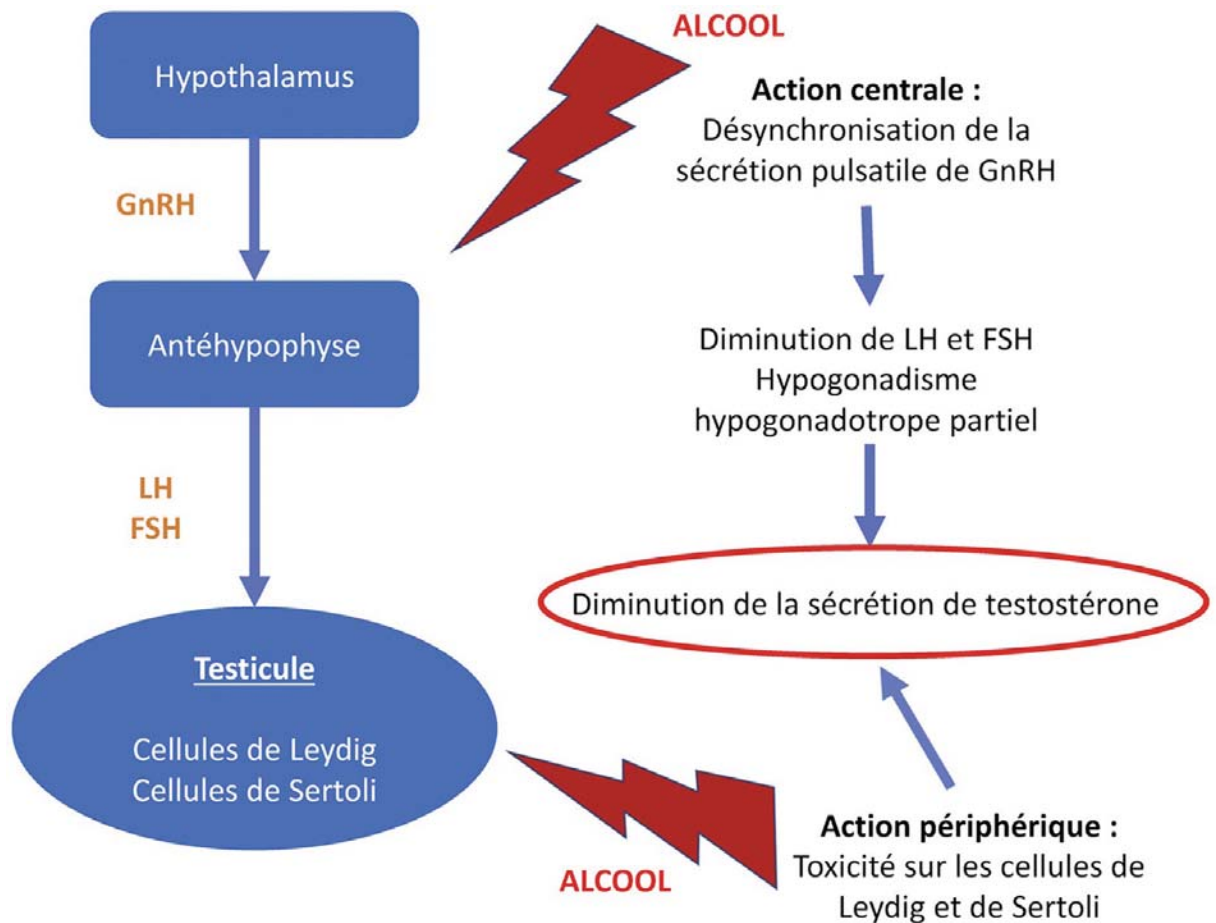 Hypothalamus
GnRH
Antéhypophyse
LH
FSH
Testicule
Cellules de Leydig
Cellules de Sertoli
ALCOOL
Action centrale :
Désynchronisation de la
sécrétion pulsatile de GnRH
Diminution de LH et FSH
Hypogonadisme
hypogonadotrope partiel
Diminution de la sécrétion de testostérone
ALCOOL
Action périphérique :
Toxicité sur les cellules de
Leydig et de Sertoli